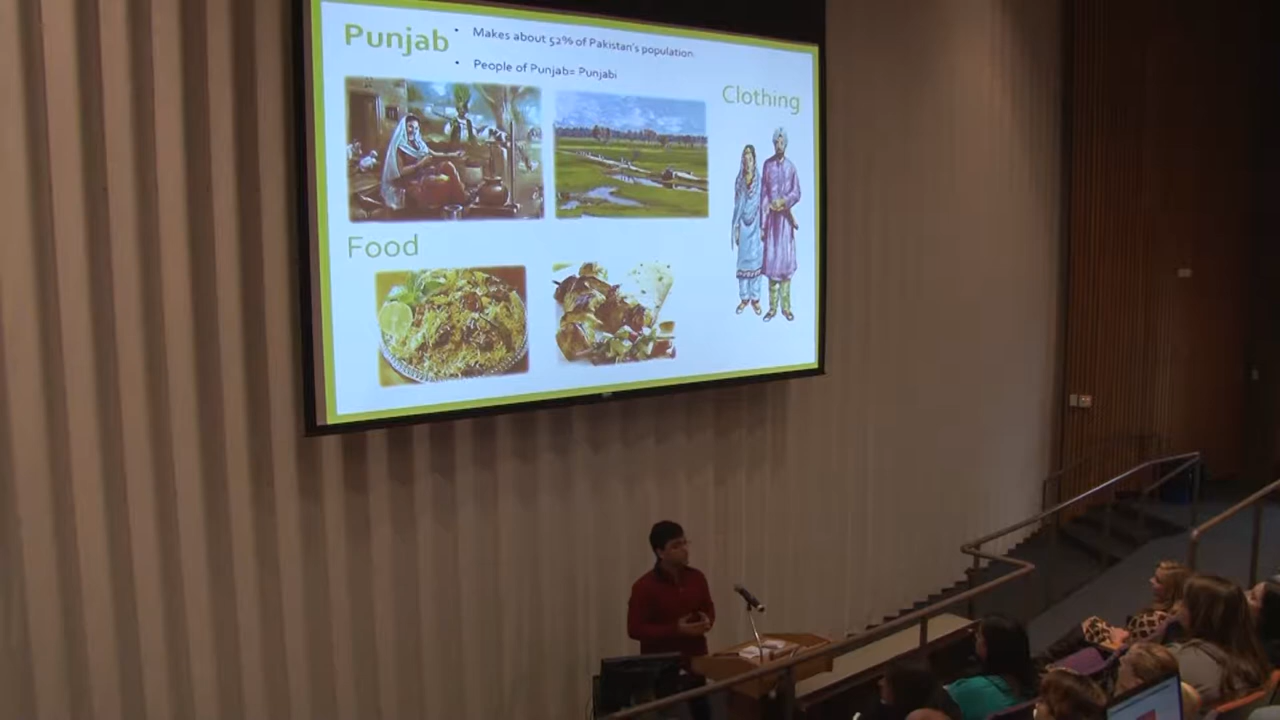 Punjab
• Makes about 52% of Pakistan's population
• People of Punjab= Punjabi
Clothing
Food